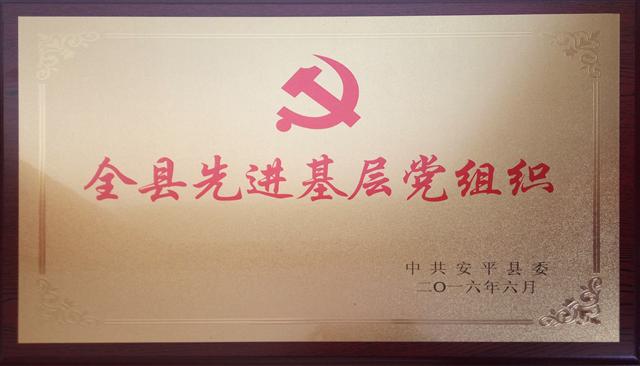 全县先进基层党组织
中共安平县委
二〇一六年六月